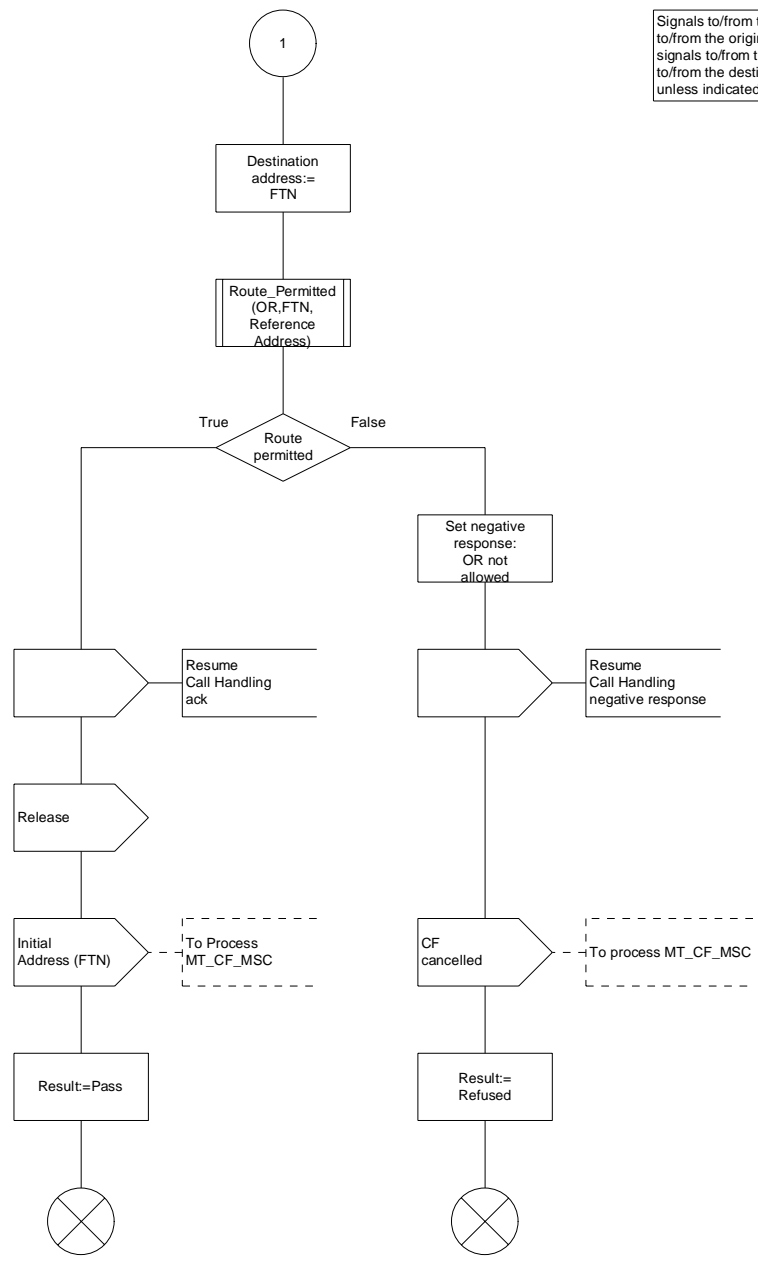 1
Signals to/from t
to/from the origin
signals to/from t
to/from the desti
unless indicated
Destination
address:=
FTN
Route_Permitted
(OR,FTN,
Reference
Address)
True
False
Route
permitted
Set negative
response:
OR not
allowed
Resume
Call Handling
ack
Resume
Call Handling
negative response
Release
Initial
Address (FTN)
To Process
MT_CF_MSC
CF
cancelled
To process MT_CF_MSC
Result:=Pass
Result:=
Refused